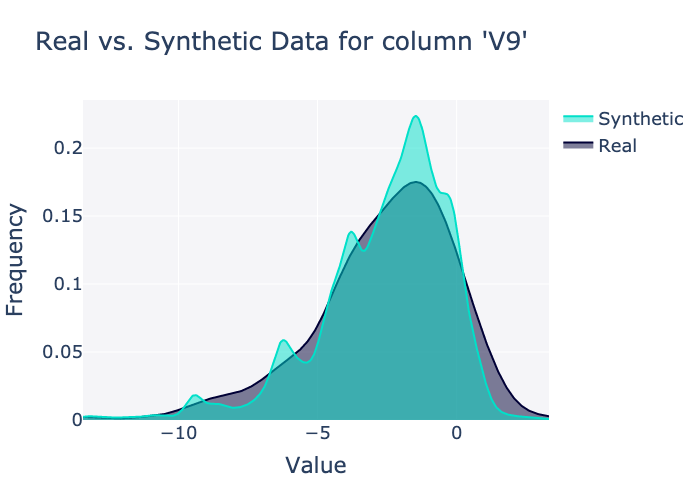 Real vs. Synthetic Data for column 'V9'
Synthetic
Real
Frequency
0.2
0.15
0.1
0.05
0
−10
−5
0
Value